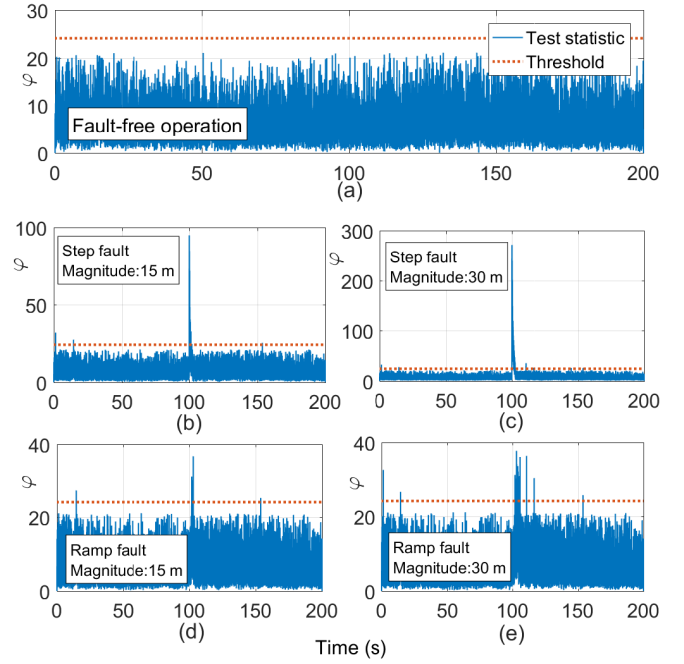 30
20
10
0
φ
Test statistic
Threshold
Fault-free operation
0 50 100 150 200
(a)
100
50
0
φ
Step fault
Magnitude:15 m
0 50 100 150 200
(b)
300
200
100
0
φ
Step fault
Magnitude:30 m
0 50 100 150 200
(c)
40
20
0
φ
Ramp fault
Magnitude:15 m
0 50 100 150 200
(d)
40
20
0
φ
Ramp fault
Magnitude:30 m
0 50 100 150 200
(e)
Time (s)